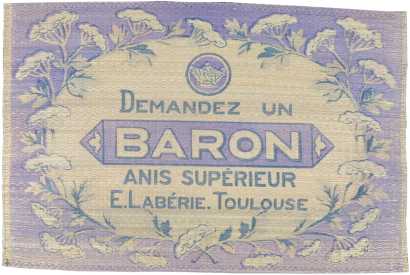 DEMANDEZ UN
BARON
ANIS SUPÉRIEUR
E. LABÉRIE. TOULOUSE